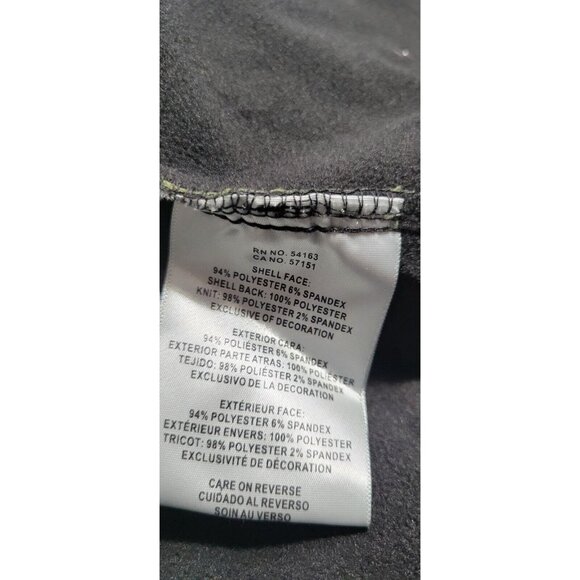 RN NO. 54163
CA NO. 57151
SHELL FACE:
94% POLYESTER 6% SPANDEX
SHELL BACK: 100% POLYESTER
KNIT: 98% POLYESTER 2% SPANDEX
EXCLUSIVE OF DECORATION
EXTERIOR CARA:
94% POLIÉSTER 6% SPANDEX
EXTERIOR PARTE ATRAS: 100% POLIÉSTER
TEJIDO: 98% POLIÉSTER 2% SPANDEX
EXCLUSIVO DE LA DECORATION
EXTÉRIEUR FACE:
94% POLYESTER 6% SPANDEX
EXTÉRIEUR ENVERS: 100% POLYESTER
TRICOT: 98% POLYESTER 2% SPANDEX
EXCLUSIVITÉ DE DÉCORATION
CARE ON REVERSE
CUIDADO AL REVERSO
SOIN AU VERSO